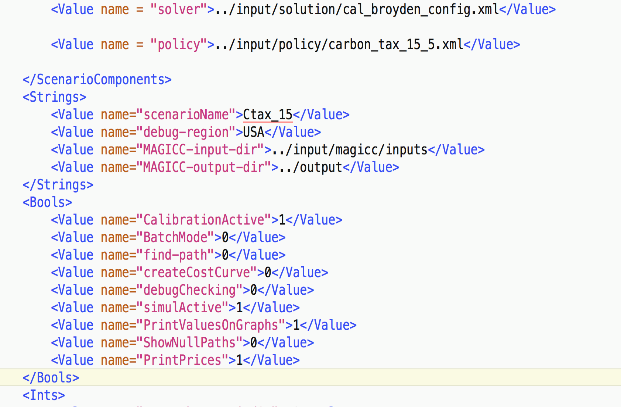 <Value name = "solver">../input/solution/cal_broyden_config.xml</Value>
<Value name = "policy">../input/policy/carbon_tax_15_5.xml</Value>
</ScenarioComponents>
<Strings>
<Value name="scenarioName">Ctax_15</Value>
<Value name="debug-region">USA</Value>
<Value name="MAGICC-input-dir">../input/magicc/inputs</Value>
<Value name="MAGICC-output-dir">../output</Value>
</Strings>
<Bools>
<Value name="CalibrationActive">1</Value>
<Value name="BatchMode">0</Value>
<Value name="find-path">0</Value>
<Value name="createCostCurve">0</Value>
<Value name="debugChecking">0</Value>
<Value name="simulActive">1</Value>
<Value name="PrintValuesOnGraphs">1</Value>
<Value name="ShowNullPaths">0</Value>
<Value name="PrintPrices">1</Value>
</Bools>
<Ints>